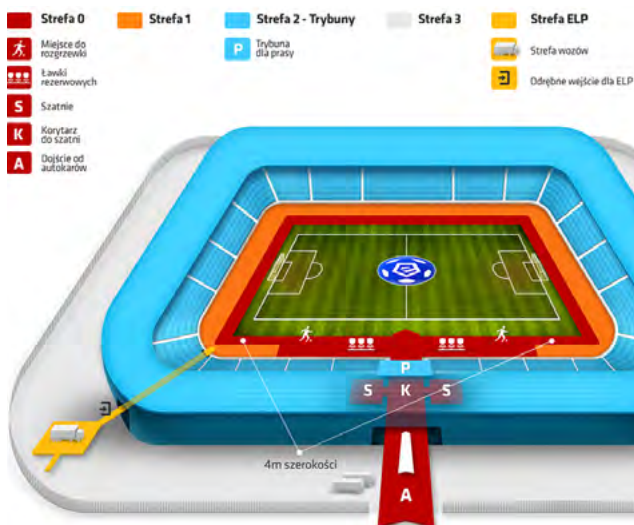 Strefa 0
Strefa 1
Strefa 2 - Trybuny
Strefa 3
Strefa ELP
Miejsce do
rozgrzewki
P
Trybuna
dla prasy
Strefa wozów
Ławki
rezerwowych
Odrębne wejście dla ELP
S
Szatnie
K
Korytarz
do szatni
A
Dojście od
autokarów
P
S
K
S
4m szerokości
A